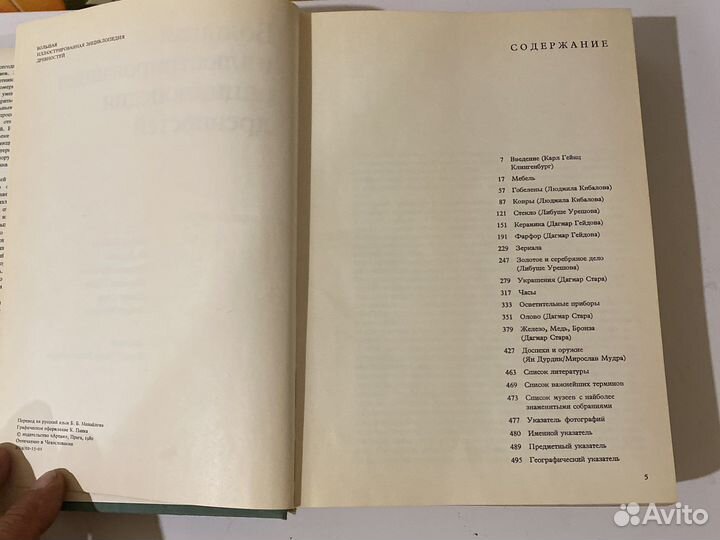 БОЛЬШАЯ
ИЛЛЮСТРИРОВАННАЯ ЭНЦИКЛОПЕДИЯ
ДРЕВНОСТЕЙ
Перевод на русский язык Б. Б. Михайлова
Графическое оформление К. Панка
© издательство «Артия», Прага, 1980
Отпечатано в Чехословакии
СОДЕРЖАНИЕ
7 Введение (Карл Гейнц
Клингенбург)
17 Мебель
57 Гобелены (Людмила Кибалова)
87 Ковры (Людмила Кибалова)
121 Стекло (Либуше Урешова)
151 Керамика (Дагмар Гейдова)
191 Фарфор (Дагмар Гейдова)
229 Зеркала
247 Золотое и серебряное дело
(Либуше Урешова)
279 Украшения (Дагмар Стара)
317 Часы
333 Осветительные приборы
351 Олово (Дагмар Стара)
379 Железо, Медь, Бронза
(Дагмар Стара)
427 Доспехи и оружие
(Ян Дурдик/Мирослав Мудра)
463 Список литературы
469 Список важнейших терминов
473 Список музеев с наиболее
знаменитыми собраниями
477 Указатель фотографий
480 Именной указатель
489 Предметный указатель
495 Географический указатель
5
Avito